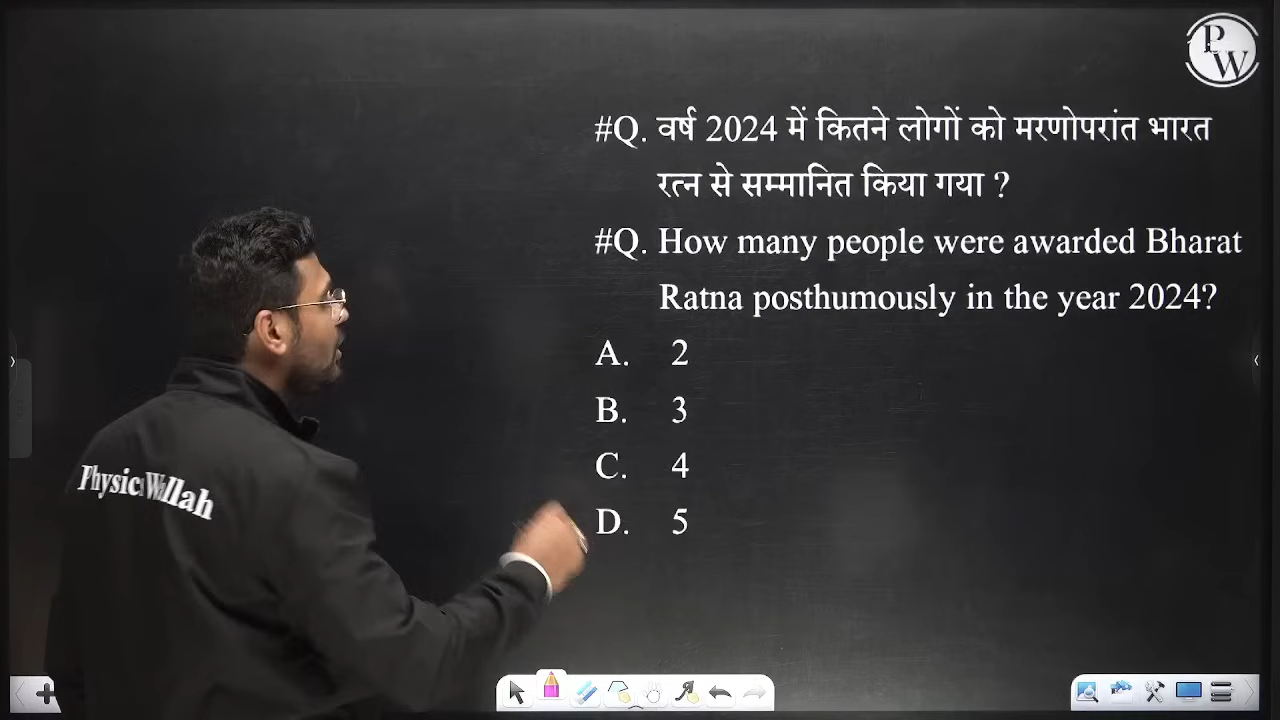 PW
#Q. वर्ष 2024 में कितने लोगों को मरणोपरांत भारत
रत्न से सम्मानित किया गया ?
#Q. How many people were awarded Bharat
Ratna posthumously in the year 2024?
A. 2
B. 3
C. 4
D. 5
Physics Wallah